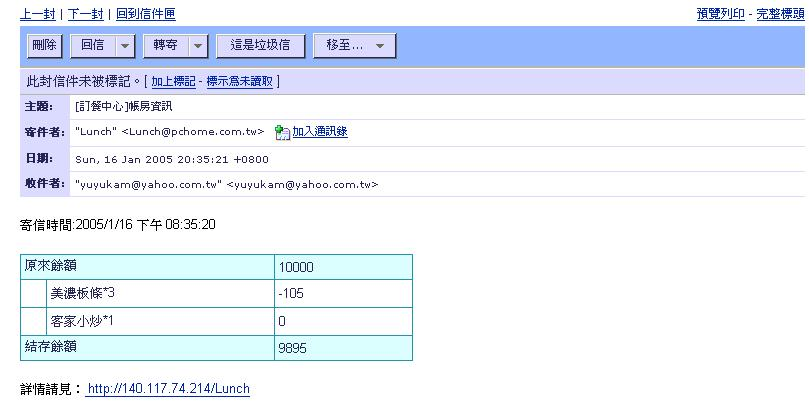 上一封 | 下一封 | 回到信件匣 預覽列印 - 完整標頭
刪除 回信 轉寄 這是垃圾信 移至...
此封信件未被標記。[ 加上標記 - 標示為未讀取 ]
主題: [訂餐中心]帳房資訊
寄件者: "Lunch" <Lunch@pchome.com.tw> 加入通訊錄
日期: Sun, 16 Jan 2005 20:35:21 +0800
收件者: "yuyukam@yahoo.com.tw" <yuyukam@yahoo.com.tw>
寄信時間:2005/1/16 下午 08:35:20
原來餘額 10000
美濃板條*3 -105
客家小炒*1 0
結存餘額 9895
詳情請見： http://140.117.74.214/Lunch